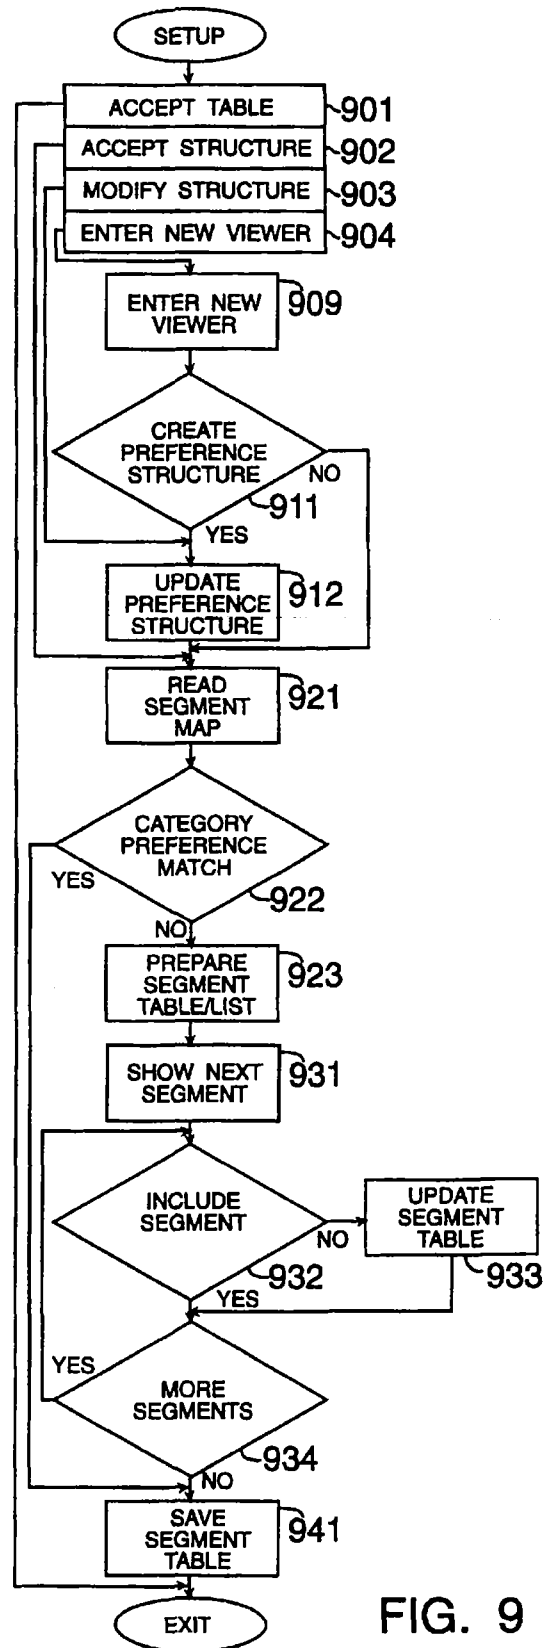 SETUP
ACCEPT TABLE 901
ACCEPT STRUCTURE 902
MODIFY STRUCTURE 903
ENTER NEW VIEWER 904
ENTER NEW 909
VIEWER
CREATE
PREFERENCE
STRUCTURE
NO
911
YES
UPDATE 912
PREFERENCE
STRUCTURE
READ 921
SEGMENT
MAP
CATEGORY
PREFERENCE
MATCH
YES
922
NO
PREPARE 923
SEGMENT
TABLE/LIST
SHOW NEXT 931
SEGMENT
INCLUDE
SEGMENT
NO
932
UPDATE
SEGMENT
TABLE
933
YES
YES
MORE
SEGMENTS
934
NO
SAVE 941
SEGMENT
TABLE
EXIT
FIG. 9